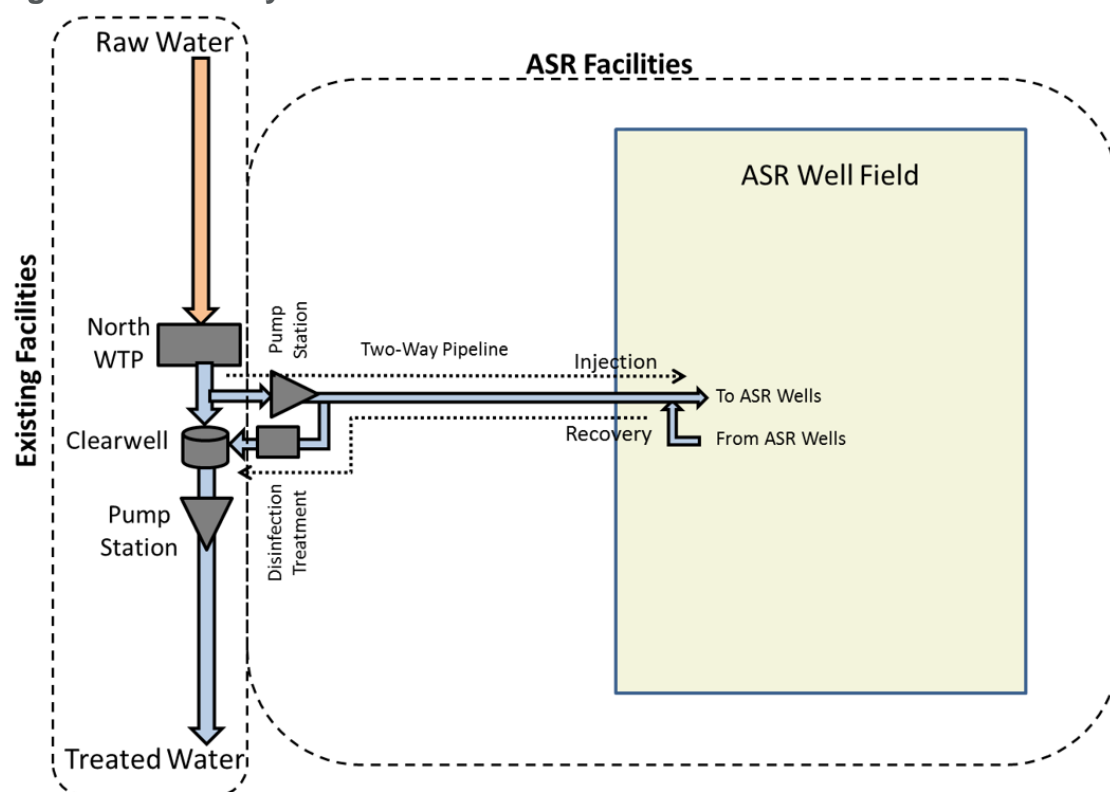 Raw Water
ASR Facilities
ASR Well Field
Existing Facilities
North
WTP
Pump
Station
Two-Way Pipeline
Injection
To ASR Wells
Clearwell
Recovery
From ASR Wells
Pump
Station
Disinfection
Treatment
Treated Water